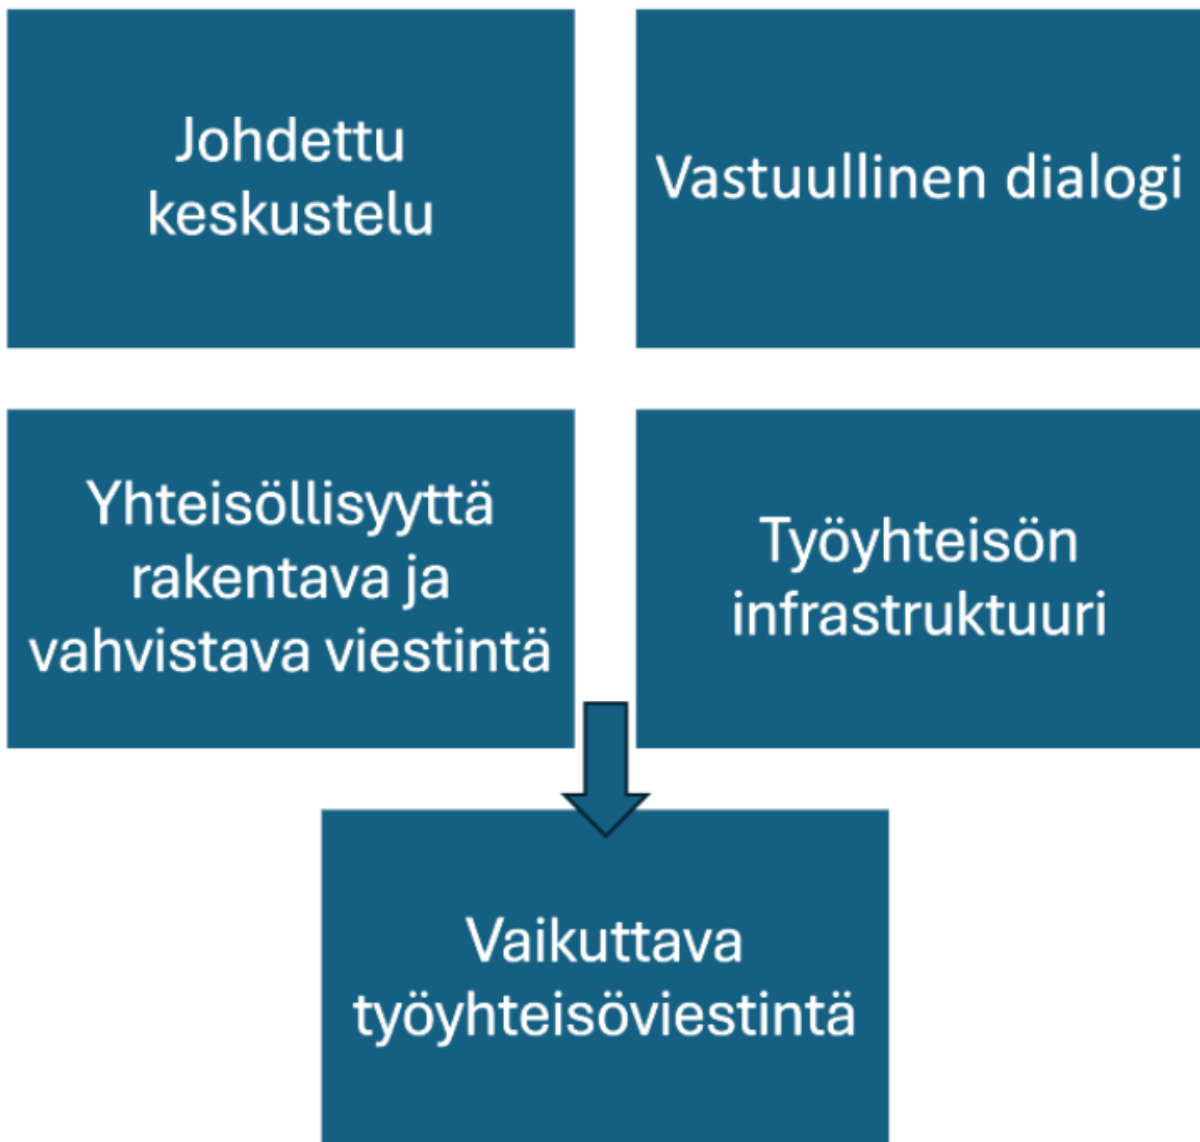 Johdettu
keskustelu
Vastuullinen dialogi
Yhteisöllisyyttä
rakentava ja
vahvistava viestintä
Työyhteisön
infrastruktuuri
Vaikuttava
työyhteisöviestintä